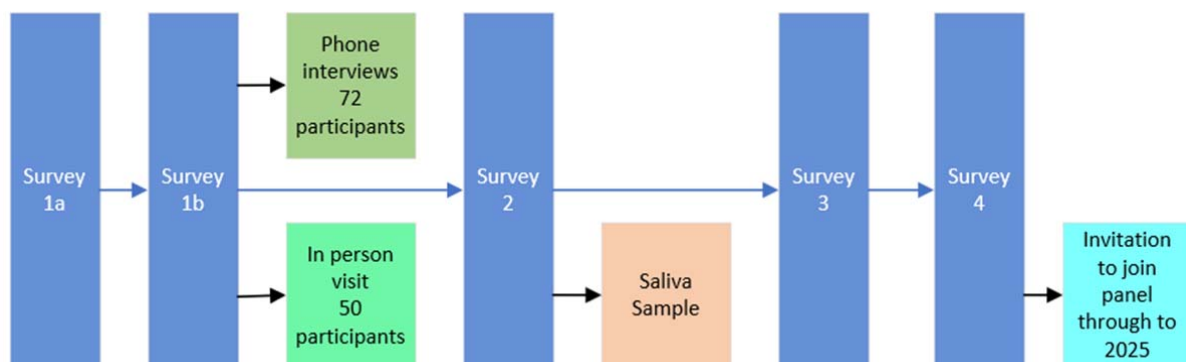 Survey
1a
Survey
1b
Phone
interviews
72
participants
In person
visit
50
participants
Survey
2
Saliva
Sample
Survey
3
Survey
4
Invitation
to join
panel
through to
2025